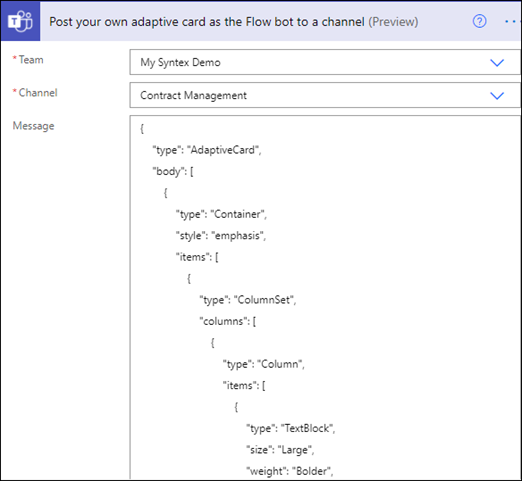 Post your own adaptive card as the Flow bot to a channel (Preview) ? ...
* Team My Syntex Demo
* Channel Contract Management
Message
{
"type": "AdaptiveCard",
"body": [
{
"type": "Container",
"style": "emphasis",
"items": [
{
"type": "ColumnSet",
"columns": [
{
"type": "Column",
"items": [
{
"type": "TextBlock",
"size": "Large",
"weight": "Bolder",